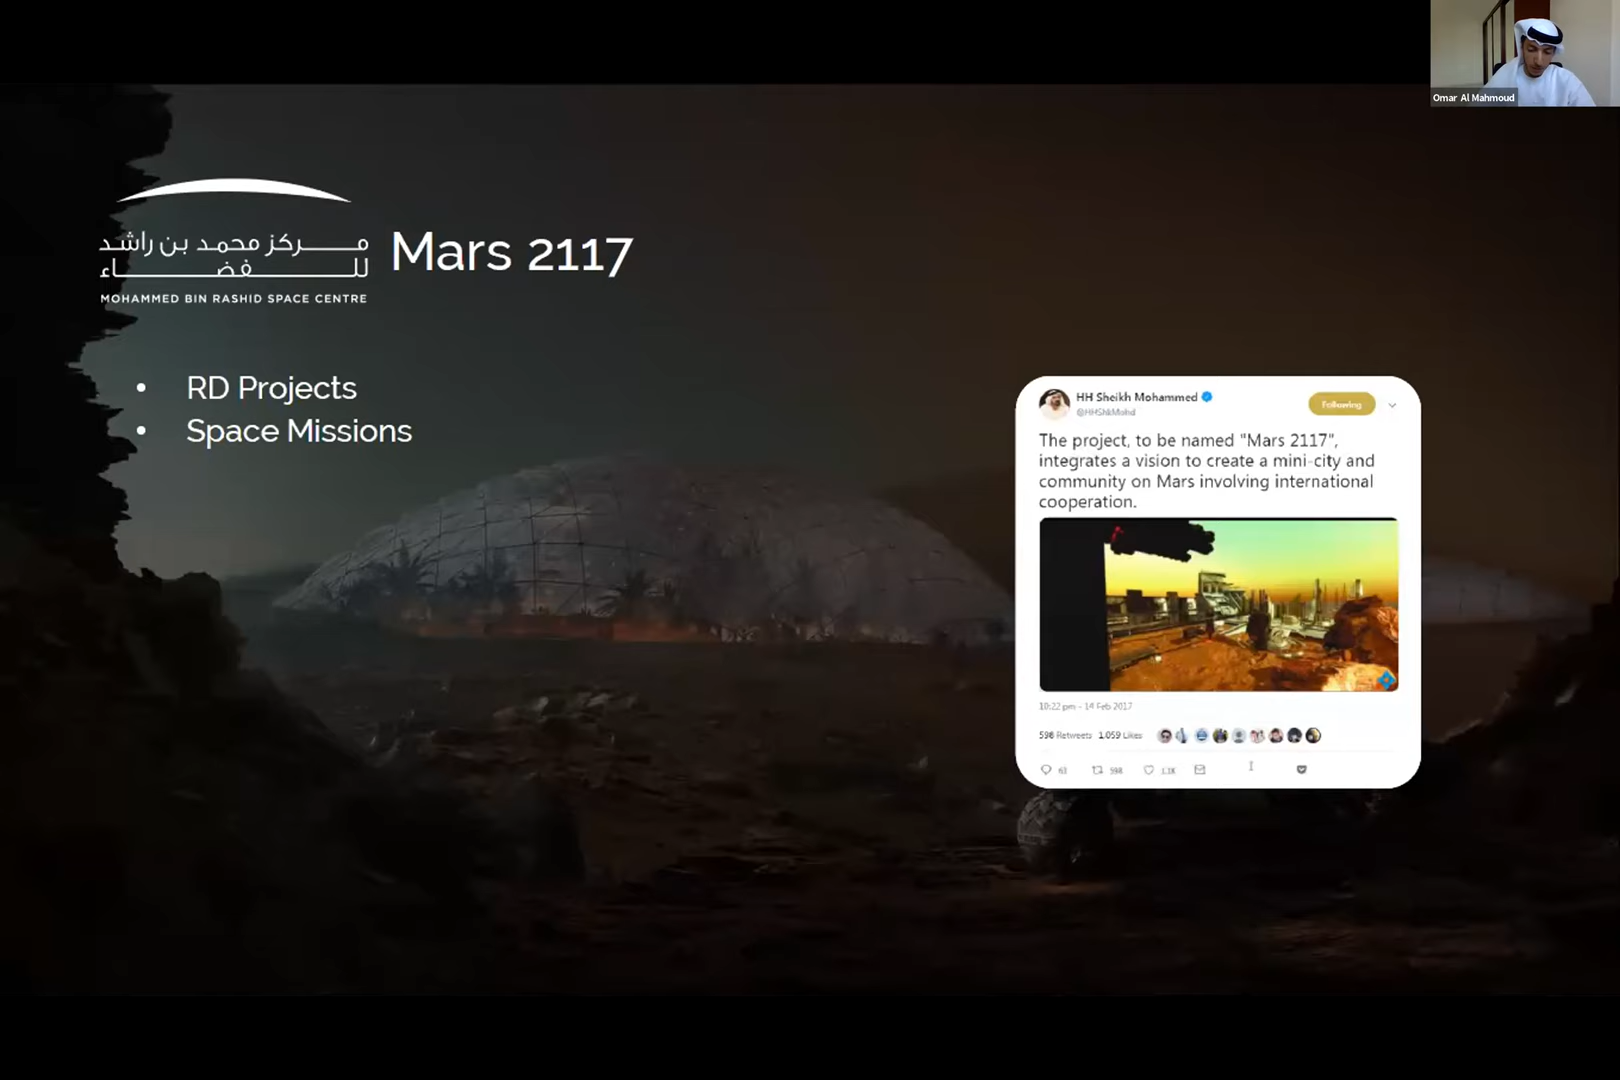 Omar Al Mahmoud
مركز محمد بن راشد
للفضاء
MOHAMMED BIN RASHID SPACE CENTRE
Mars 2117
• RD Projects
• Space Missions
HH Sheikh Mohammed
@HHShkMohd
Following
The project, to be named "Mars 2117",
integrates a vision to create a mini-city and
community on Mars involving international
cooperation.
10:22 pm - 14 Feb 2017
598 Retweets 1,059 Likes
61 598 1.1K